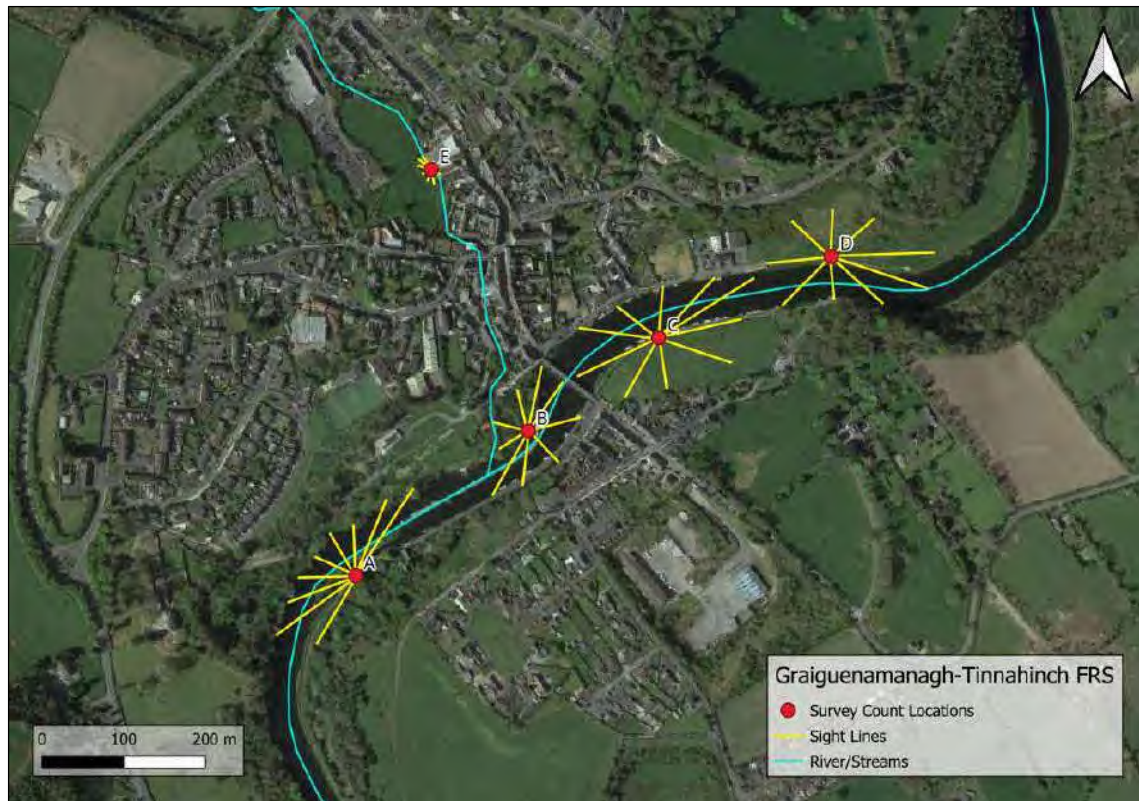 E
D
C
B
A
Graiguenamanagh-Tinnahinch FRS
Survey Count Locations
Sight Lines
River/Streams
0 100 200 m